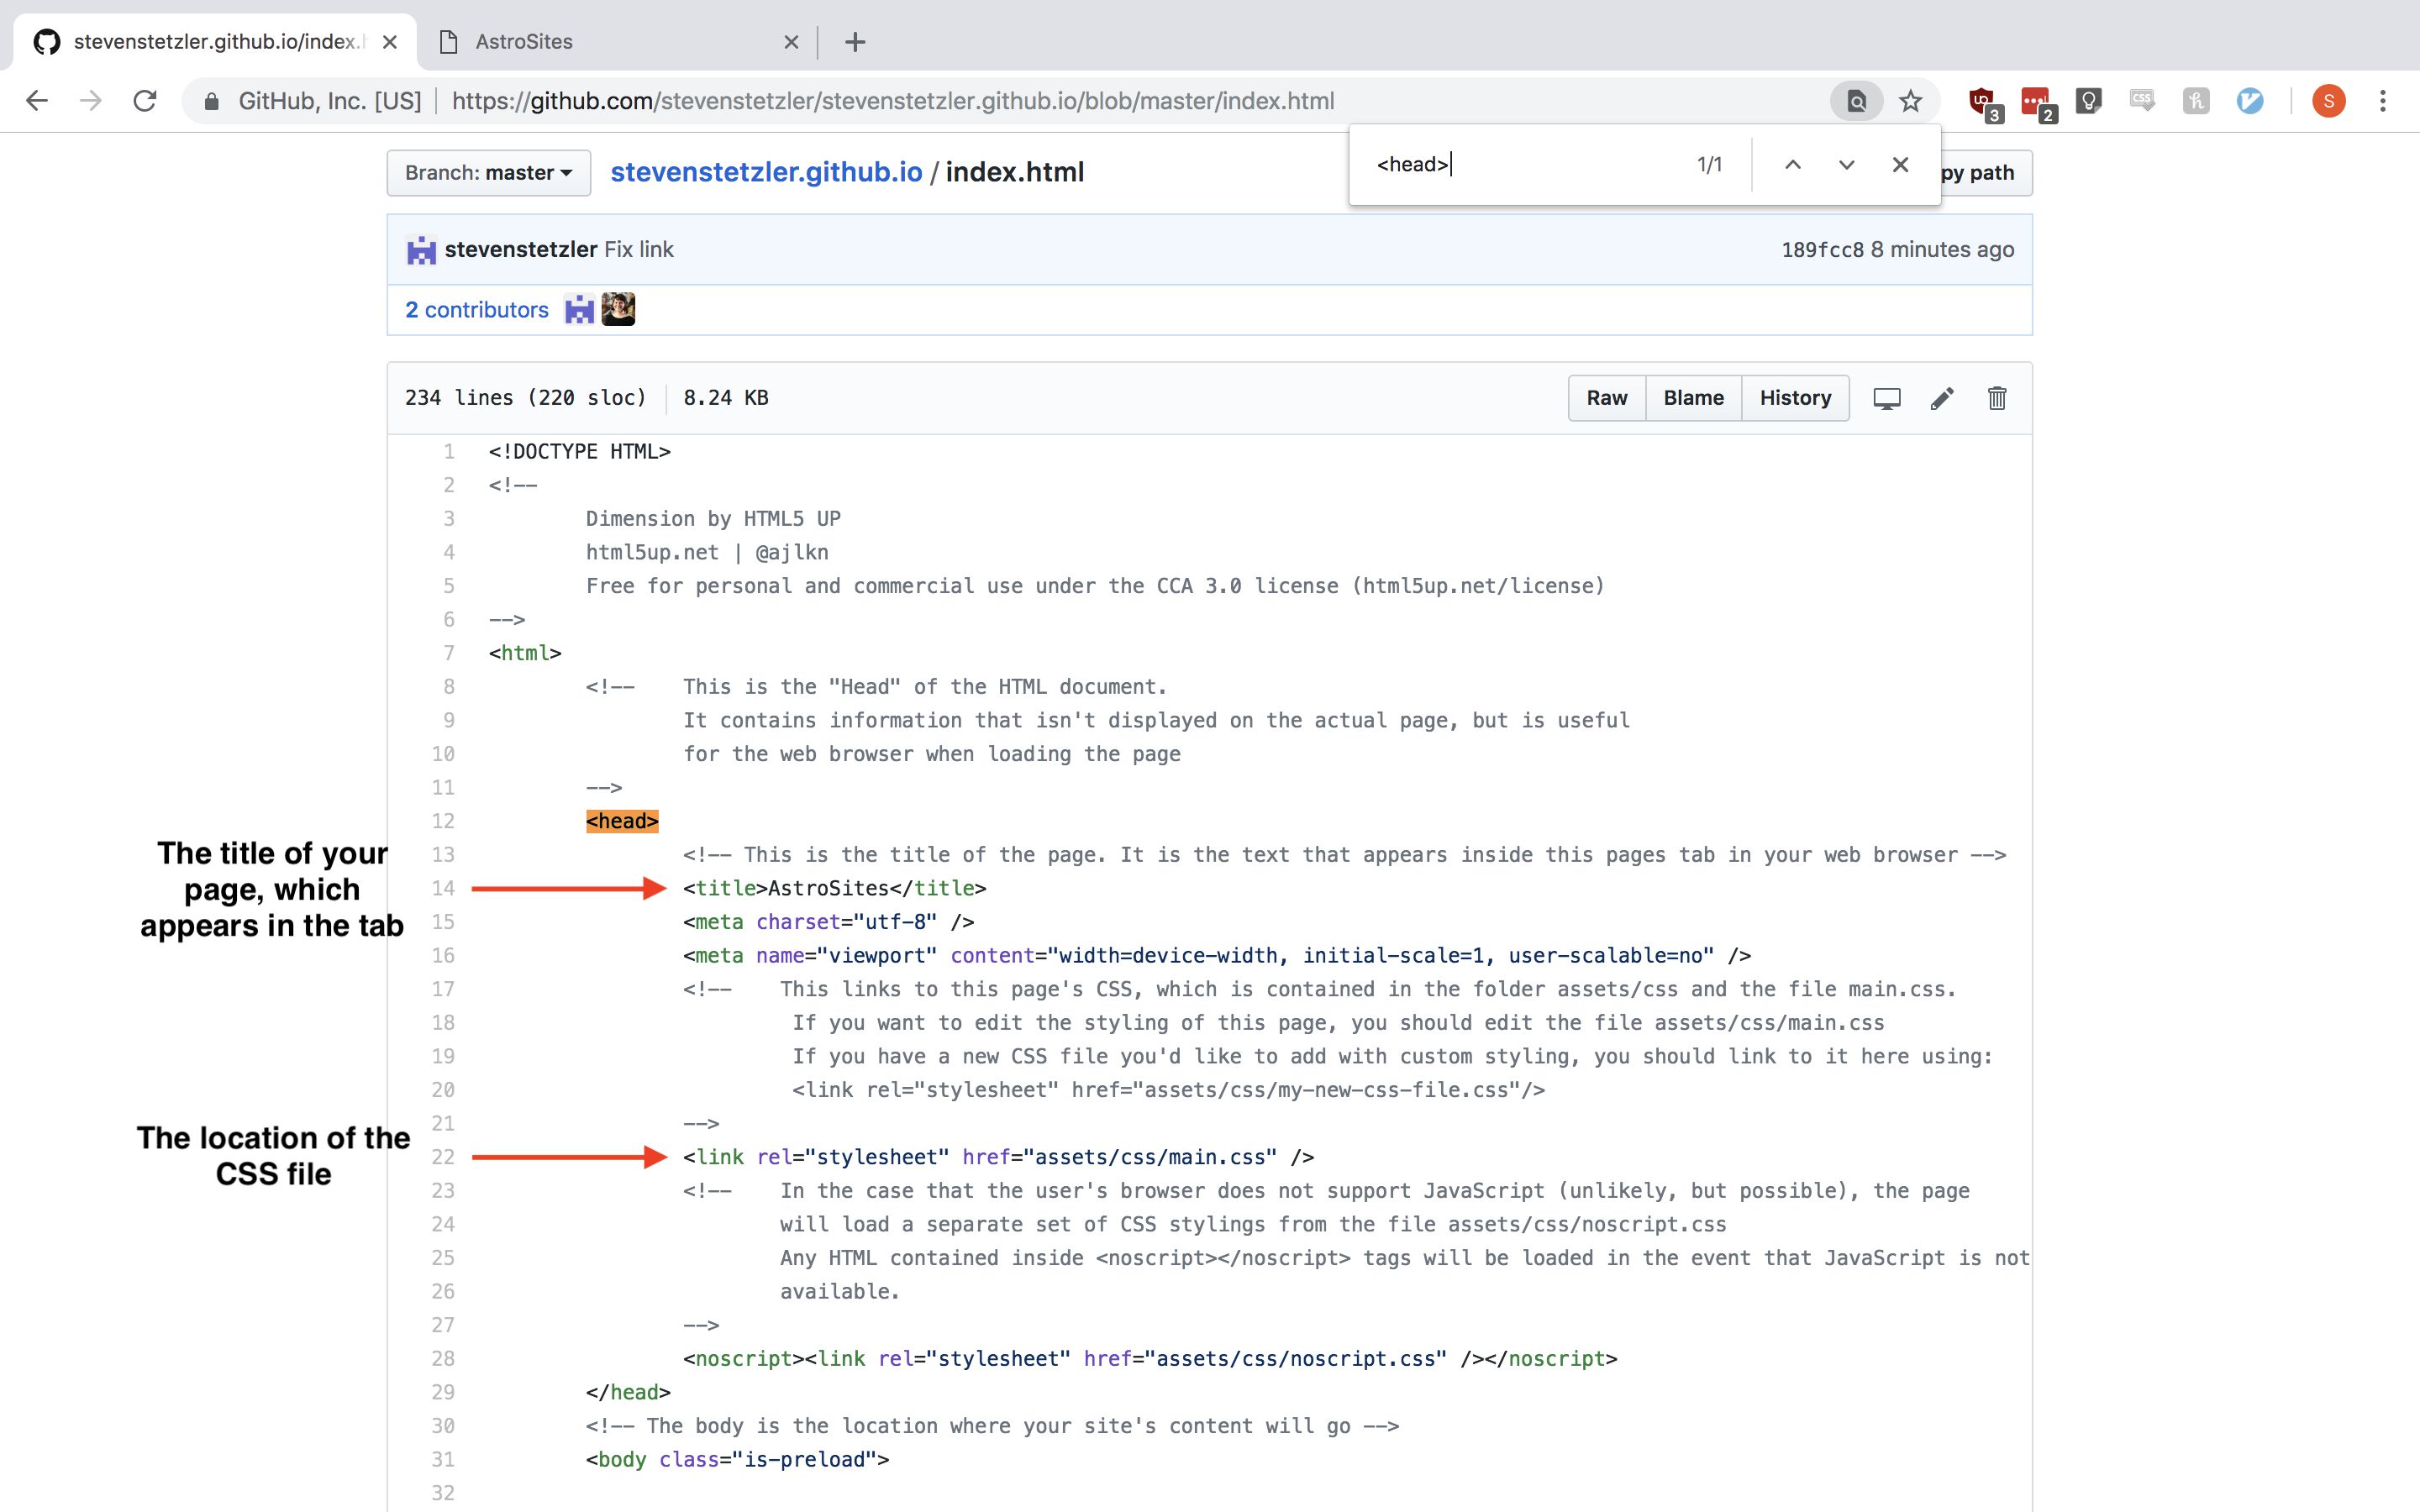 stevenstetzler.github.io/index.h
AstroSites
GitHub, Inc. [US] https://github.com/stevenstetzler/stevenstetzler.github.io/blob/master/index.html
3
2
CSS
h
S
<head> 1/1
Branch: master stevenstetzler.github.io / index.html
py path
stevenstetzler Fix link 189fcc8 8 minutes ago
2 contributors
234 lines (220 sloc) 8.24 KB Raw Blame History
1 <!DOCTYPE HTML>
2 <!--
3 Dimension by HTML5 UP
4 html5up.net | @ajlkn
5 Free for personal and commercial use under the CCA 3.0 license (html5up.net/license)
6 -->
7 <html>
8 <!-- This is the "Head" of the HTML document.
9 It contains information that isn't displayed on the actual page, but is useful
10 for the web browser when loading the page
11 -->
12 <head>
13 <!-- This is the title of the page. It is the text that appears inside this pages tab in your web browser -->
14 <title>AstroSites</title>
15 <meta charset="utf-8" />
16 <meta name="viewport" content="width=device-width, initial-scale=1, user-scalable=no" />
17 <!-- This links to this page's CSS, which is contained in the folder assets/css and the file main.css.
18 If you want to edit the styling of this page, you should edit the file assets/css/main.css
19 If you have a new CSS file you'd like to add with custom styling, you should link to it here using:
20 <link rel="stylesheet" href="assets/css/my-new-css-file.css"/>
21 -->
22 <link rel="stylesheet" href="assets/css/main.css" />
23 <!-- In the case that the user's browser does not support JavaScript (unlikely, but possible), the page
24 will load a separate set of CSS stylings from the file assets/css/noscript.css
25 Any HTML contained inside <noscript></noscript> tags will be loaded in the event that JavaScript is not
26 available.
27 -->
28 <noscript><link rel="stylesheet" href="assets/css/noscript.css" /></noscript>
29 </head>
30 <!-- The body is the location where your site's content will go -->
31 <body class="is-preload">
32
The title of your
page, which
appears in the tab
The location of the
CSS file